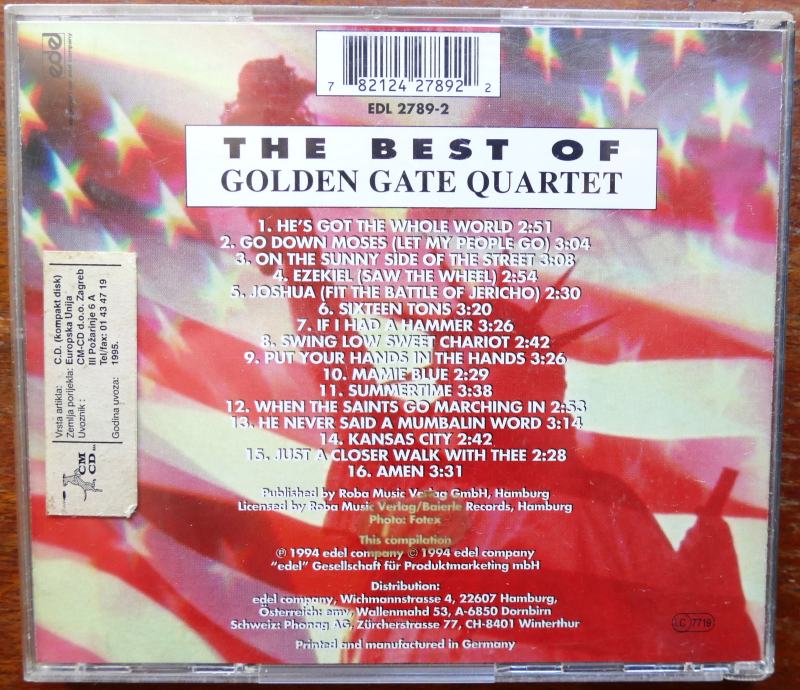 edel
7 82124 27892 2
EDL 2789-2
THE BEST OF
GOLDEN GATE QUARTET
1. HE'S GOT THE WHOLE WORLD 2:51
2. GO DOWN MOSES (LET MY PEOPLE GO) 3:04
3. ON THE SUNNY SIDE OF THE STREET 3:08
4. EZEKIEL (SAW THE WHEEL) 2:54
5. JOSHUA (FIT THE BATTLE OF JERICHO) 2:30
6. SIXTEEN TONS 3:20
7. IF I HAD A HAMMER 3:26
8. SWING LOW SWEET CHARIOT 2:42
9. PUT YOUR HANDS IN THE HANDS 3:26
10. MAMIE BLUE 2:29
11. SUMMERTIME 3:38
12. WHEN THE SAINTS GO MARCHING IN 2:53
13. HE NEVER SAID A MUMBALIN WORD 3:14
14. KANSAS CITY 2:42
15. JUST A CLOSER WALK WITH THEE 2:28
16. AMEN 3:31
Published by Roba Music Verlag GmbH, Hamburg
Licensed by Roba Music Verlag/Baierle Records, Hamburg
Photo: Fotex
This compilation
℗ 1994 edel company © 1994 edel company
"edel" Gesellschaft für Produktmarketing mbH
Distribution:
edel company, Wichmannstrasse 4, 22607 Hamburg,
Österreich: emv, Wallenmahd 53, A-6850 Dornbirn
Schweiz: Phonag AG, Zürcherstrasse 77, CH-8401 Winterthur
Printed and manufactured in Germany
LC 7719
Vrsta artikla: C.D. (kompakt disk)
Zemlja porijekla: Europska Unija
Uvoznik : CM-CD d.o.o. Zagreb
III Požarinje 6 A
Tel/fax: 01 43 47 19
Godina uvoza: 1995.
CM
CD